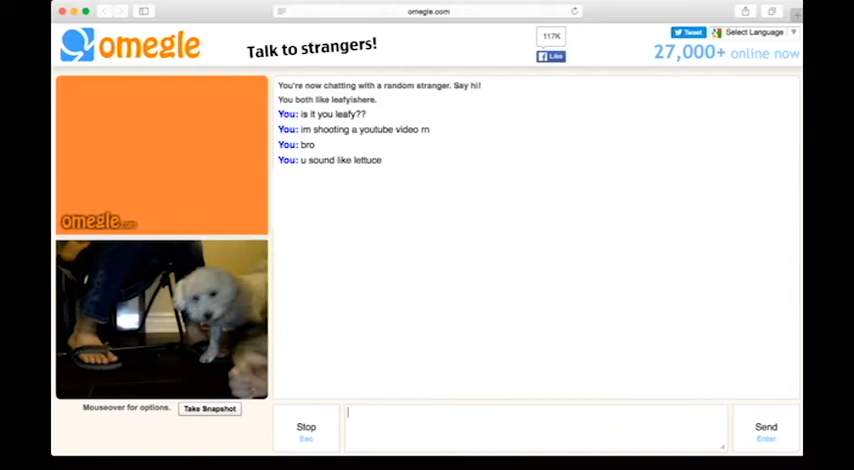 omegle.com
omegle
Talk to strangers!
117K
Like
Tweet
Select Language
27,000+ online now
You're now chatting with a random stranger. Say hi!
You both like leafyishere.
You: is it you leafy??
You: im shooting a youtube video rn
You: bro
You: u sound like lettuce
omegle.com
Mouseover for options.
Take Snapshot
Stop
Esc
Send
Enter